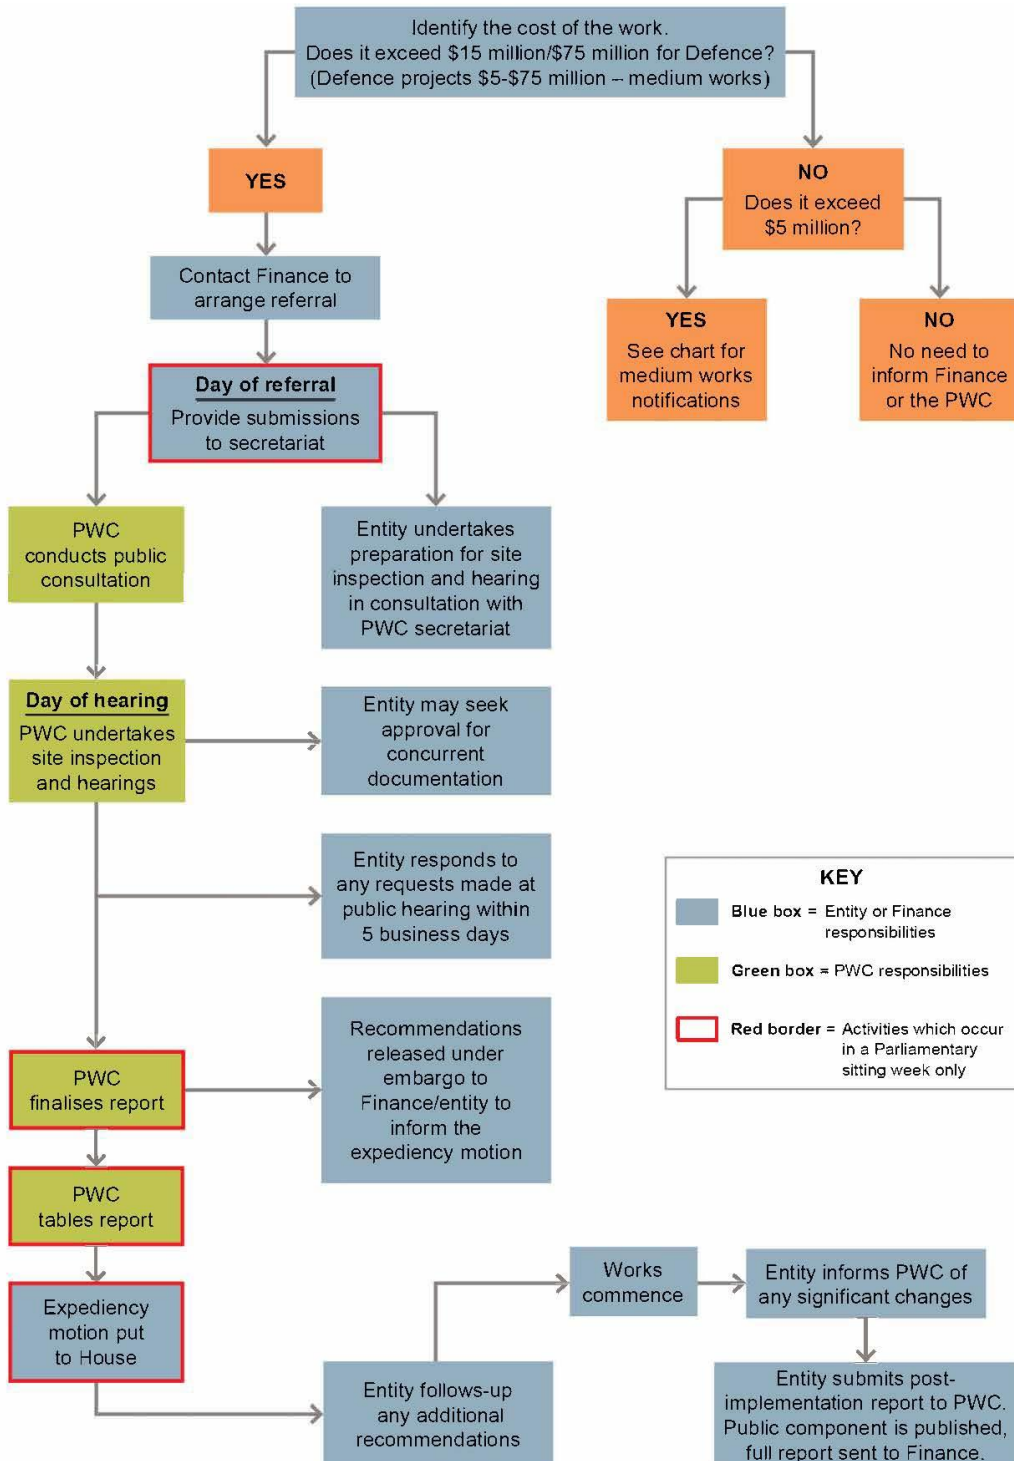 Identify the cost of the work.
Does it exceed $15 million/$75 million for Defence?
(Defence projects $5-$75 million – medium works)
YES
NO
Does it exceed
$5 million?
Contact Finance to
arrange referral
YES
See chart for
medium works
notifications
NO
No need to
inform Finance
or the PWC
Day of referral
Provide submissions
to secretariat
PWC
conducts public
consultation
Entity undertakes
preparation for site
inspection and hearing
in consultation with
PWC secretariat
Day of hearing
PWC undertakes
site inspection
and hearings
Entity may seek
approval for
concurrent
documentation
Entity responds to
any requests made at
public hearing within
5 business days
KEY
Blue box = Entity or Finance
responsibilities
Green box = PWC responsibilities
Red border = Activities which occur
in a Parliamentary
sitting week only
PWC
finalises report
Recommendations
released under
embargo to
Finance/entity to
inform the
expediency motion
PWC
tables report
Expediency
motion put
to House
Entity follows-up
any additional
recommendations
Works
commence
Entity informs PWC of
any significant changes
Entity submits post-
implementation report to PWC.
Public component is published,
full report sent to Finance.